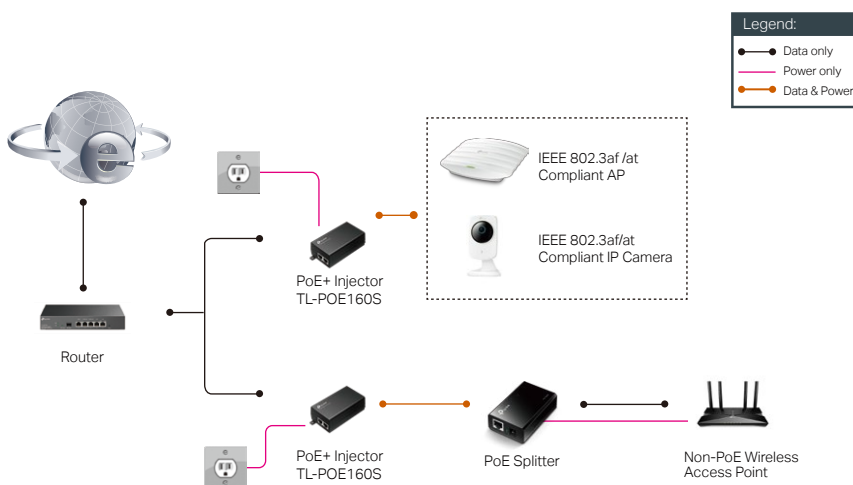 Legend:
Data only
Power only
Data & Power
IEEE 802.3af /at
Compliant AP
IEEE 802.3af/at
Compliant IP Camera
PoE+ Injector
TL-POE160S
Router
PoE+ Injector
TL-POE160S
PoE Splitter
Non-PoE Wireless
Access Point